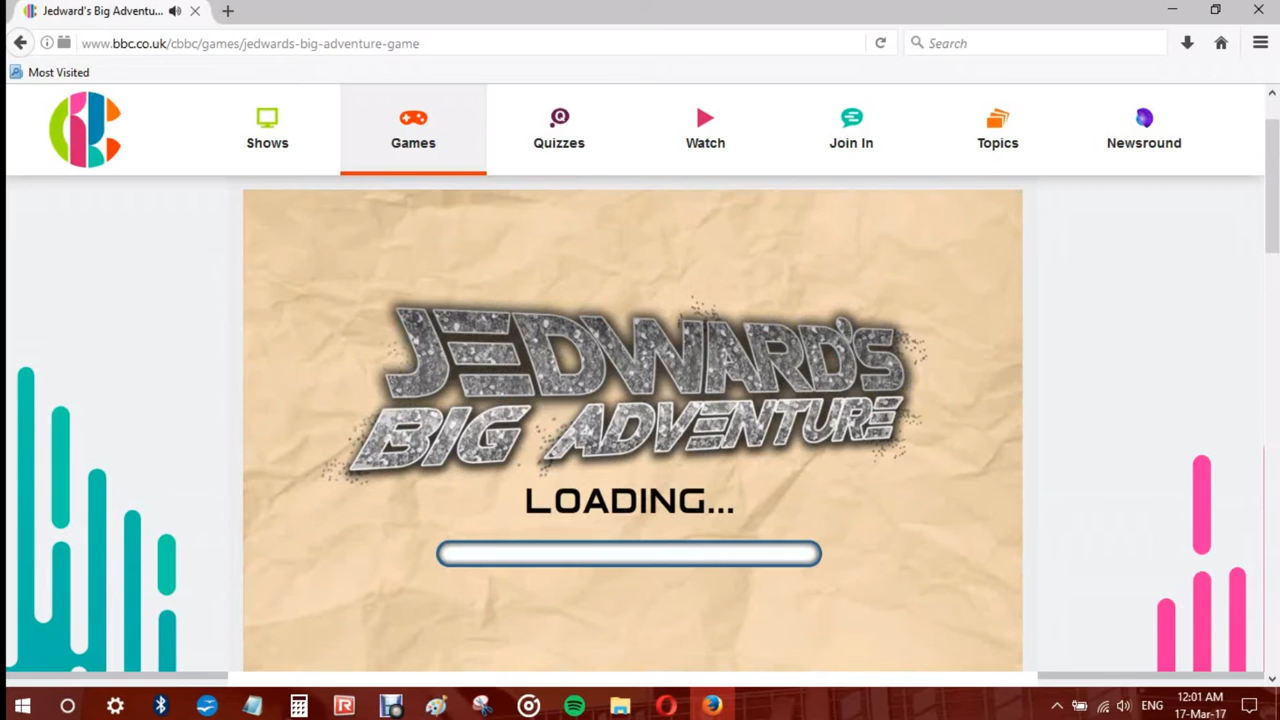 Jedward's Big Adventu...
www.bbc.co.uk/cbbc/games/jedwards-big-adventure-game
Search
Most Visited
Shows
Games
Quizzes
Watch
Join In
Topics
Newsround
JEDWARD'S
BIG ADVENTURE
LOADING...
ENG
12:01 AM
17-Mar-17